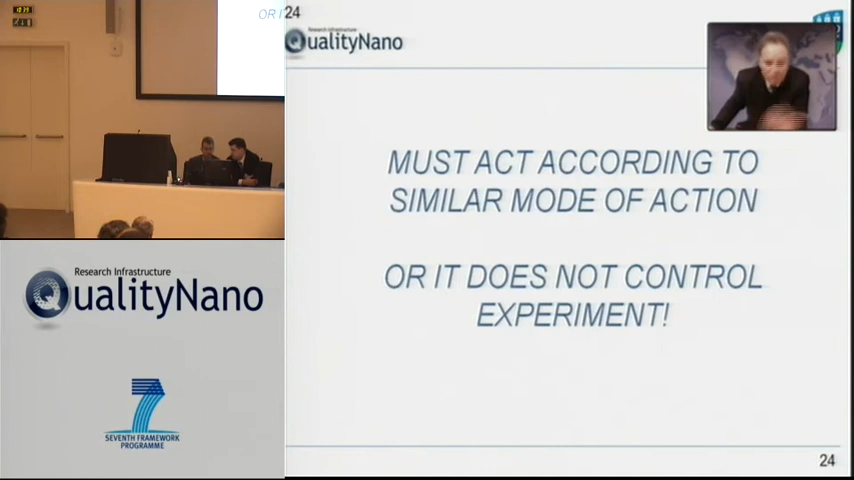 OR I
24
Research Infrastructure
QualityNano
MUST ACT ACCORDING TO
SIMILAR MODE OF ACTION
OR IT DOES NOT CONTROL
EXPERIMENT!
Research Infrastructure
QualityNano
7
SEVENTH FRAMEWORK
PROGRAMME
24